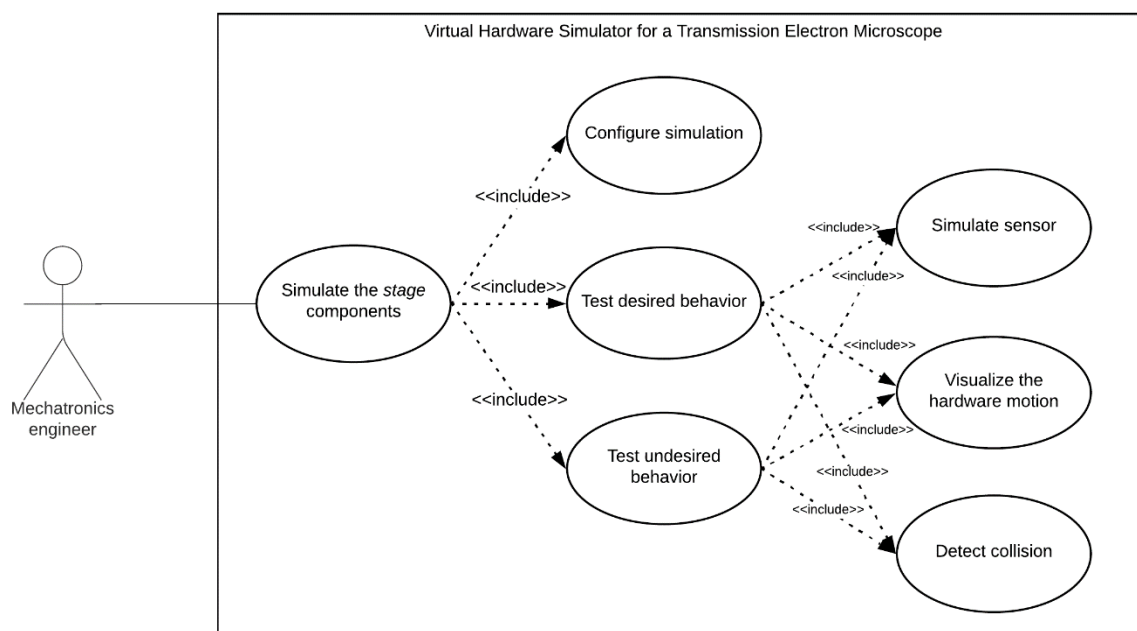 Virtual Hardware Simulator for a Transmission Electron Microscope
Configure simulation
<<include>>
Simulate sensor
<<include>>
<<include>>
Simulate the stage
components
<<include>>
Test desired behavior
<<include>>
Mechatronics
engineer
Visualize the
hardware motion
<<include>>
<<include>>
Test undesired
behavior
<<include>>
<<include>>
Detect collision